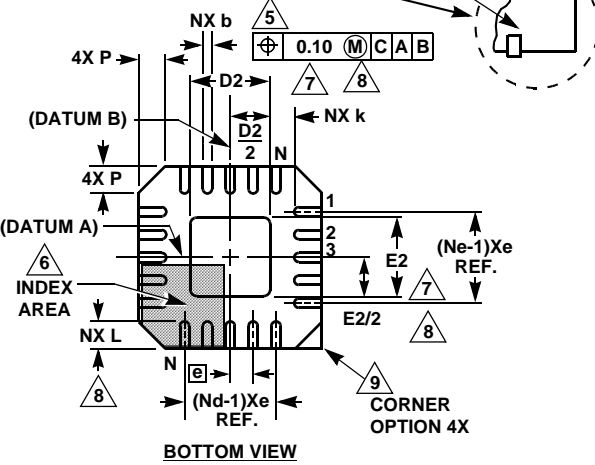 NX b
5
⌖ 0.10 Ⓜ C A B
4X P
D2
7
8
(DATUM B)
D2
2
NX k
N
4X P
1
2
3
(DATUM A)
6
INDEX
AREA
E2
(Ne-1)Xe
REF.
7
E2/2
8
NX L
8
N
e
(Nd-1)Xe
REF.
9
CORNER
OPTION 4X
BOTTOM VIEW